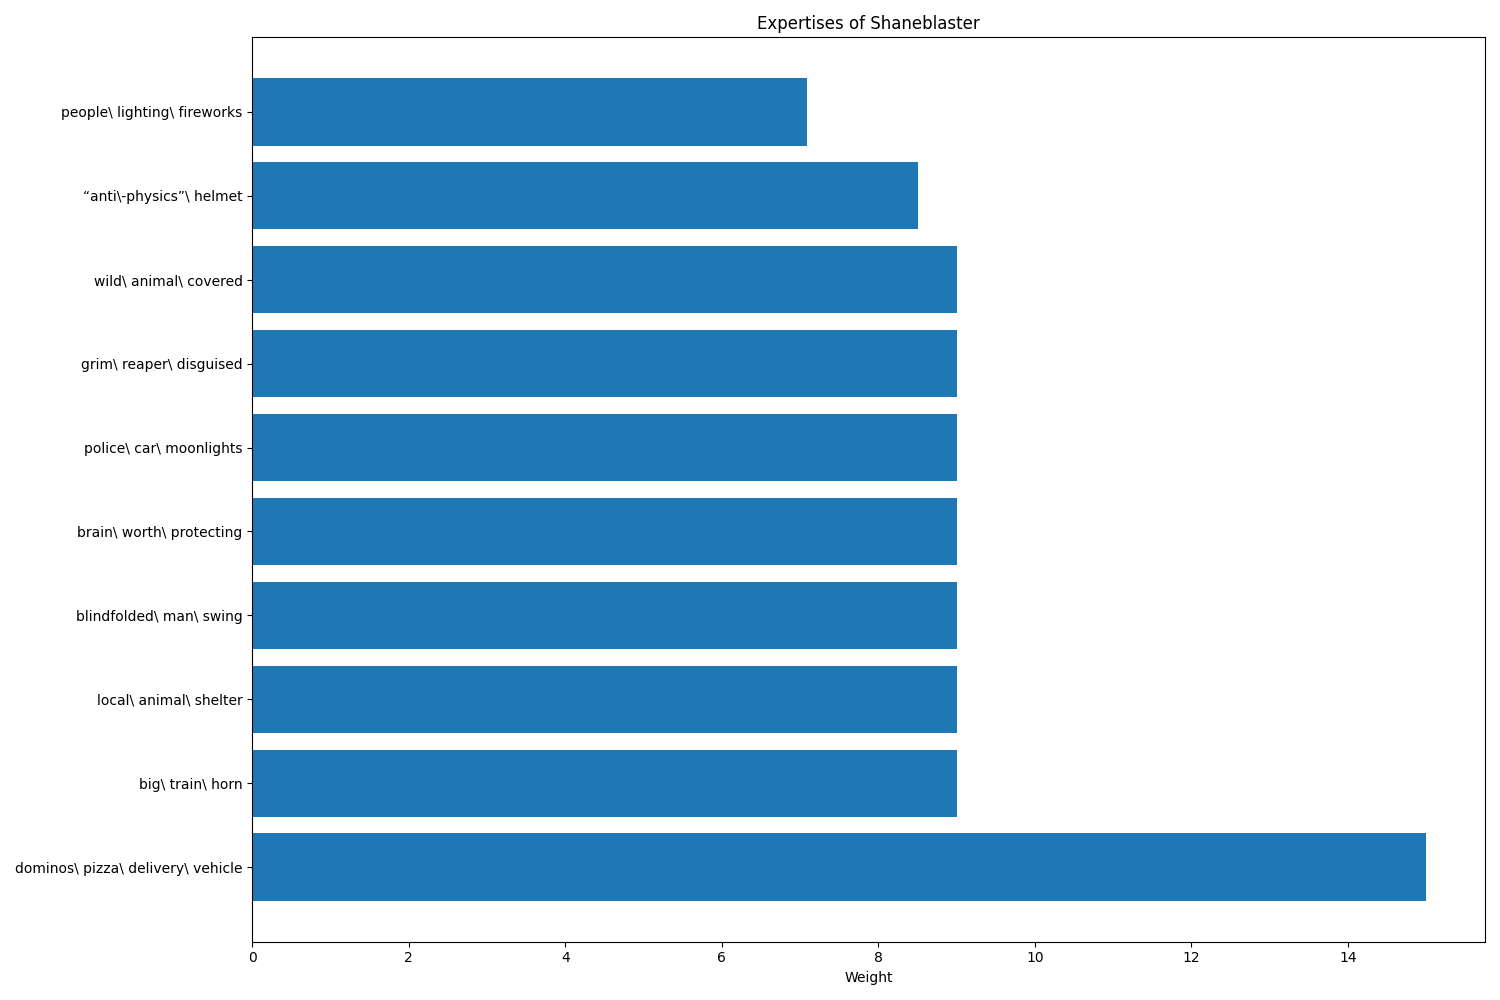 Expertises of Shaneblaster
people\ lighting\ fireworks
“anti\-physics”\ helmet
wild\ animal\ covered
grim\ reaper\ disguised
police\ car\ moonlights
brain\ worth\ protecting
blindfolded\ man\ swing
local\ animal\ shelter
big\ train\ horn
dominos\ pizza\ delivery\ vehicle
0 2 4 6 8 10 12 14
Weight